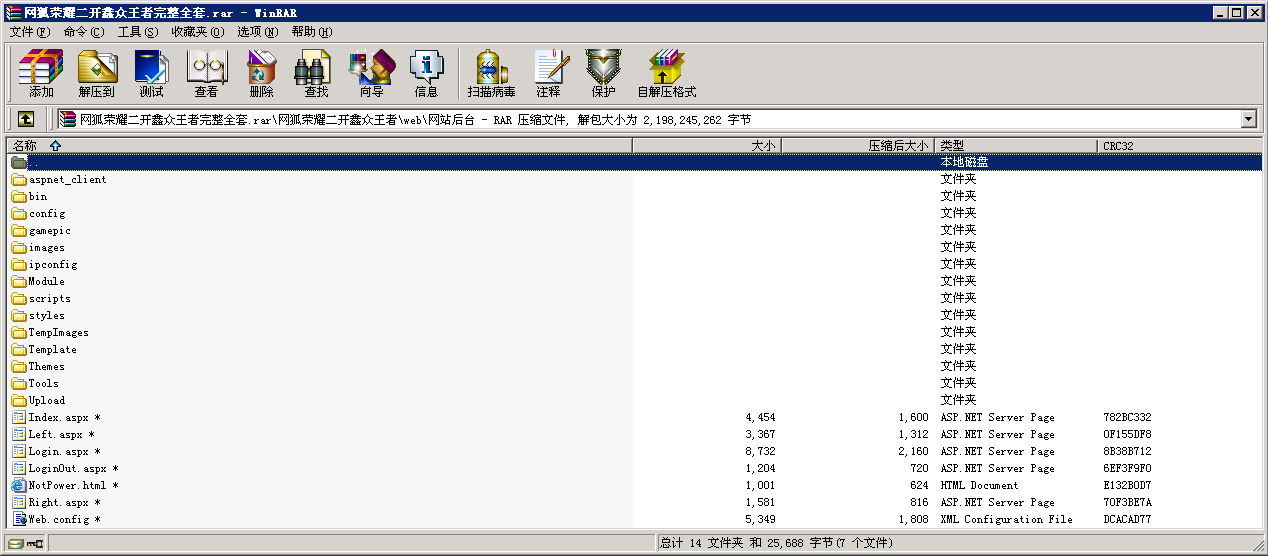 网狐荣耀二开鑫众王者完整全套.rar - WinRAR
文件(F) 命令(C) 工具(S) 收藏夹(O) 选项(N) 帮助(H)
添加 解压到 测试 查看 删除 查找 向导 信息 扫描病毒 注释 保护 自解压格式
网狐荣耀二开鑫众王者完整全套.rar\网狐荣耀二开鑫众王者\web\网站后台 - RAR 压缩文件, 解包大小为 2,198,245,262 字节
名称 大小 压缩后大小 类型 CRC32
.. 本地磁盘
aspnet_client 文件夹
bin 文件夹
config 文件夹
gamepic 文件夹
images 文件夹
ipconfig 文件夹
Module 文件夹
scripts 文件夹
styles 文件夹
TempImages 文件夹
Template 文件夹
Themes 文件夹
Tools 文件夹
Upload 文件夹
Index.aspx * 4,454 1,600 ASP.NET Server Page 782BC332
Left.aspx * 3,367 1,312 ASP.NET Server Page 0F155DF8
Login.aspx * 8,732 2,160 ASP.NET Server Page 8B38B712
LoginOut.aspx * 1,204 720 ASP.NET Server Page 6EF3F9F0
NotPower.html * 1,001 624 HTML Document E132B0D7
Right.aspx * 1,581 816 ASP.NET Server Page 70F3BE7A
Web.config * 5,349 1,808 XML Configuration File DCACAD77
总计 14 文件夹 和 25,688 字节(7 个文件)